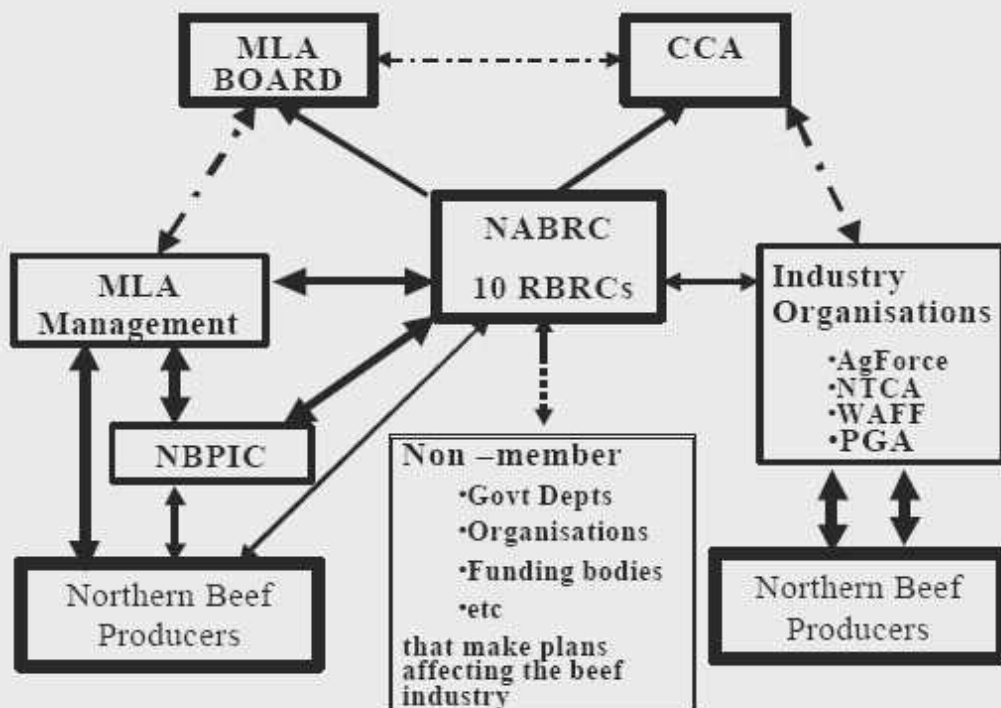 MLA
BOARD
CCA
NABRC
10 RBRCs
MLA
Management
Industry
Organisations
•AgForce
•NTCA
•WAFF
•PGA
NBPIC
Non –member
•Govt Depts
•Organisations
•Funding bodies
•etc
that make plans
affecting the beef
industry
Northern Beef
Producers
Northern Beef
Producers